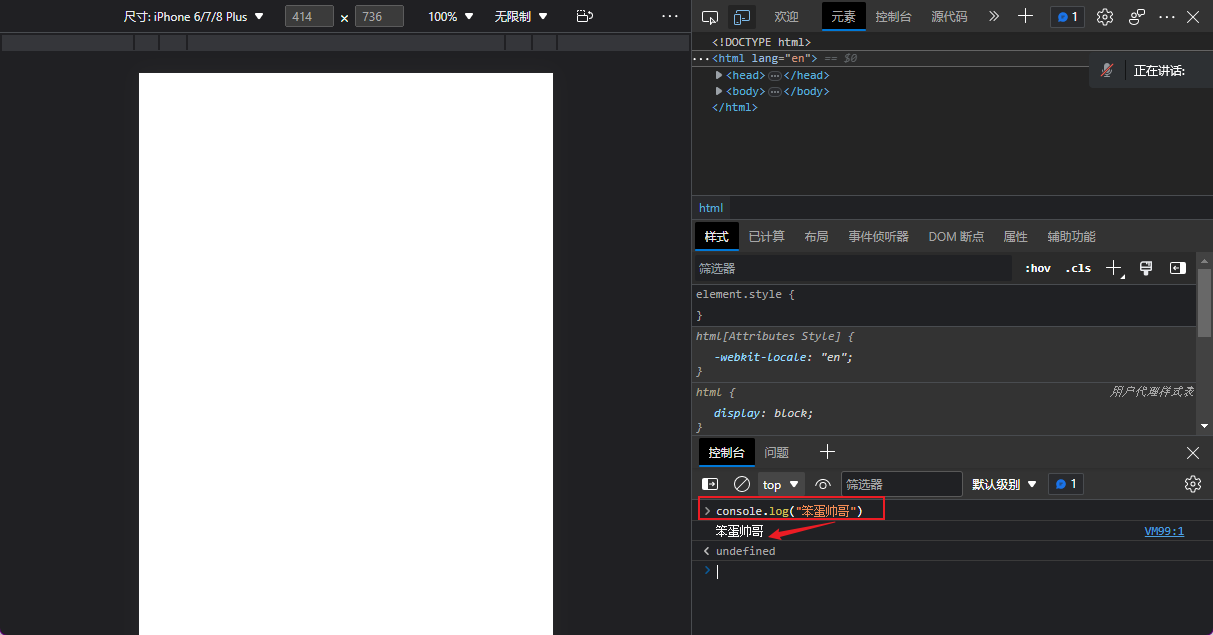 尺寸: iPhone 6/7/8 Plus ▼ 414 × 736 100% ▼ 无限制 ▼ ···
欢迎 元素 控制台 源代码 » + 1 ···
<!DOCTYPE html>
···<html lang="en"> == $0
▶<head>···</head>
▶<body>···</body>
</html>
正在讲话:
html
样式 已计算 布局 事件侦听器 DOM 断点 属性 辅助功能
筛选器 :hov .cls +
element.style {
}
html[Attributes Style] {
-webkit-locale: "en";
}
html { 用户代理样式表
display: block;
}
控制台 问题 +
top ▼ 筛选器 默认级别 ▼ 1
> console.log("笨蛋帅哥")
笨蛋帅哥 VM99:1
< undefined
>